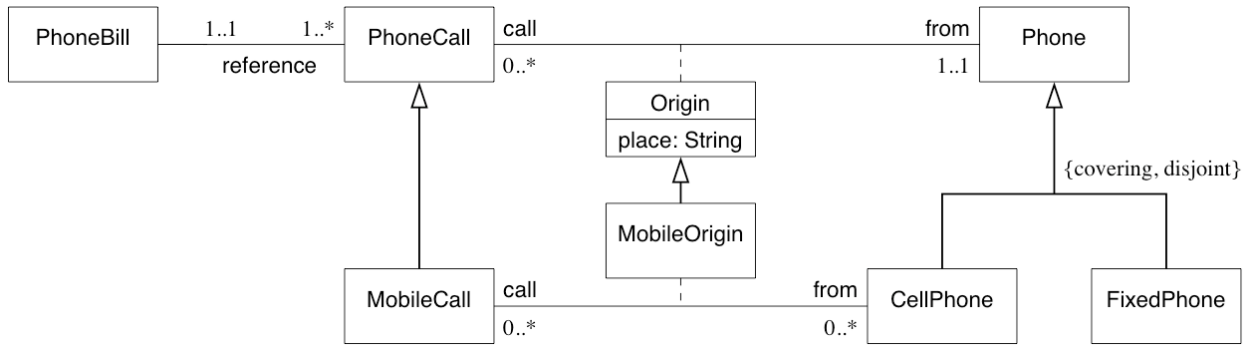 PhoneBill
1..1
1..*
reference
PhoneCall
call
0..*
from
1..1
Phone
Origin
place: String
{covering, disjoint}
MobileOrigin
MobileCall
call
0..*
from
0..*
CellPhone
FixedPhone